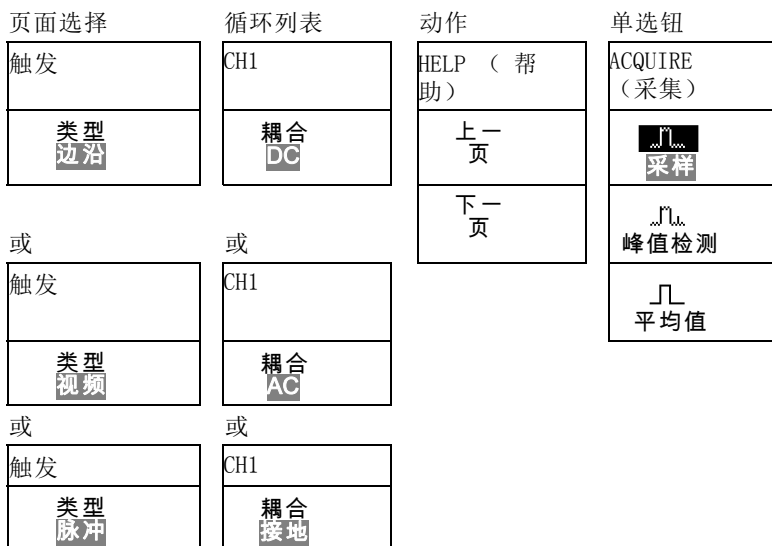 页面选择
触发
类型
边沿
或
触发
类型
视频
或
触发
类型
脉冲
循环列表
CH1
耦合
DC
或
CH1
耦合
AC
或
CH1
耦合
接地
动作
HELP （ 帮
助）
上一
页
下一
页
单选钮
ACQUIRE
（采集）
采样
峰值检测
平均值